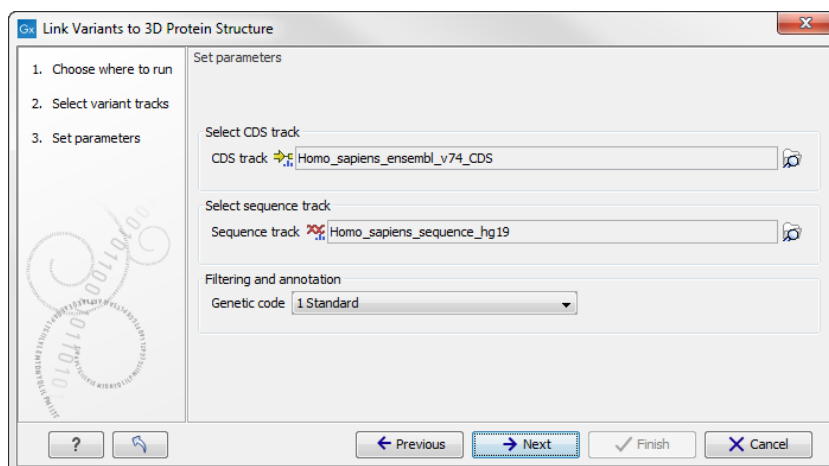 Gx Link Variants to 3D Protein Structure
1. Choose where to run
2. Select variant tracks
3. Set parameters
Set parameters
Select CDS track
CDS track Homo_sapiens_ensembl_v74_CDS
Select sequence track
Sequence track Homo_sapiens_sequence_hg19
Filtering and annotation
Genetic code 1 Standard
? Previous Next Finish Cancel